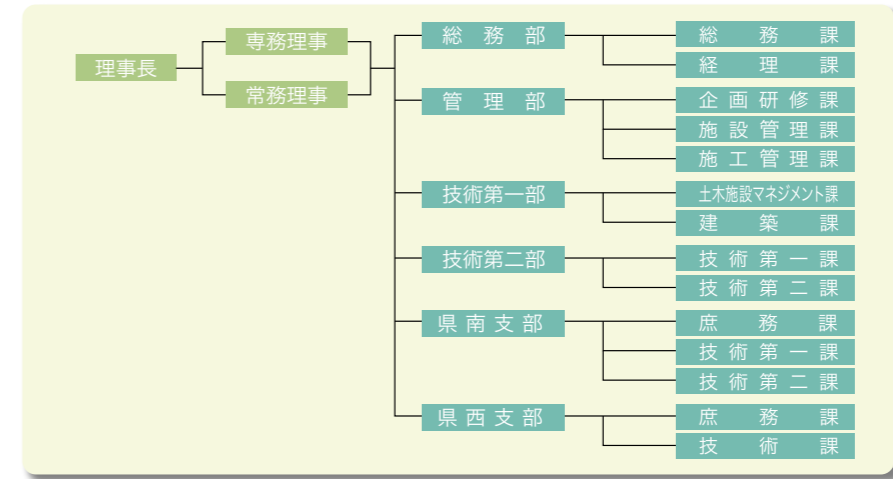 理事長
専務理事
常務理事
総務部
総務課
経理課
管理部
企画研修課
施設管理課
施工管理課
技術第一部
土木施設マネジメント課
建築課
技術第二部
技術第一課
技術第二課
県南支部
庶務課
技術第一課
技術第二課
県西支部
庶務課
技術課